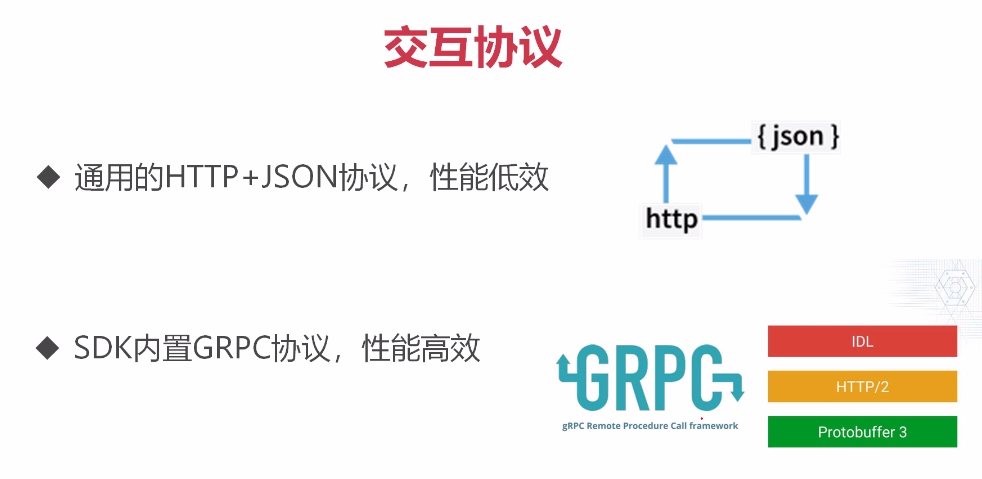 交互协议
通用的HTTP+JSON协议，性能低效
{ json }
http
SDK内置GRPC协议，性能高效
GRPC
gRPC Remote Procedure Call framework
IDL
HTTP/2
Protobuffer 3